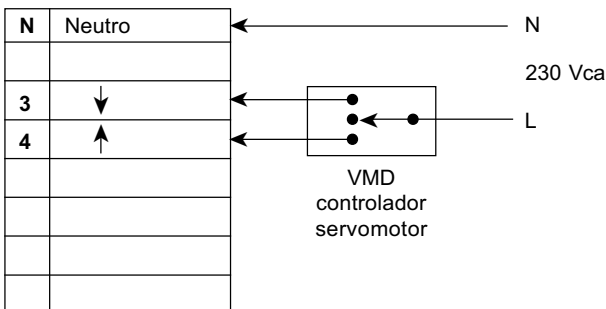 N Neutro N
230 Vca
3
4 L
VMD
controlador
servomotor